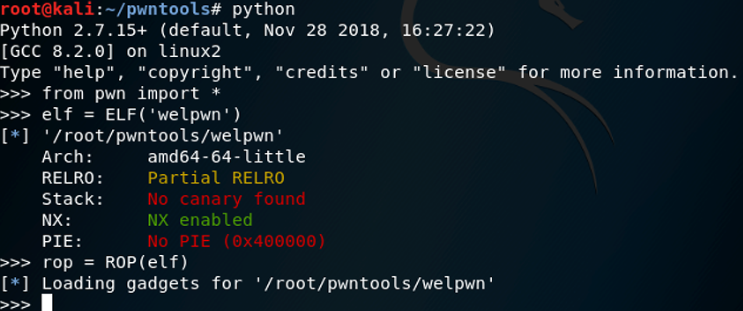 root@kali:~/pwntools# python
Python 2.7.15+ (default, Nov 28 2018, 16:27:22)
[GCC 8.2.0] on linux2
Type "help", "copyright", "credits" or "license" for more information.
>>> from pwn import *
>>> elf = ELF('welpwn')
[*] '/root/pwntools/welpwn'
    Arch:     amd64-64-little
    RELRO:    Partial RELRO
    Stack:    No canary found
    NX:       NX enabled
    PIE:      No PIE (0x400000)
>>> rop = ROP(elf)
[*] Loading gadgets for '/root/pwntools/welpwn'
>>>